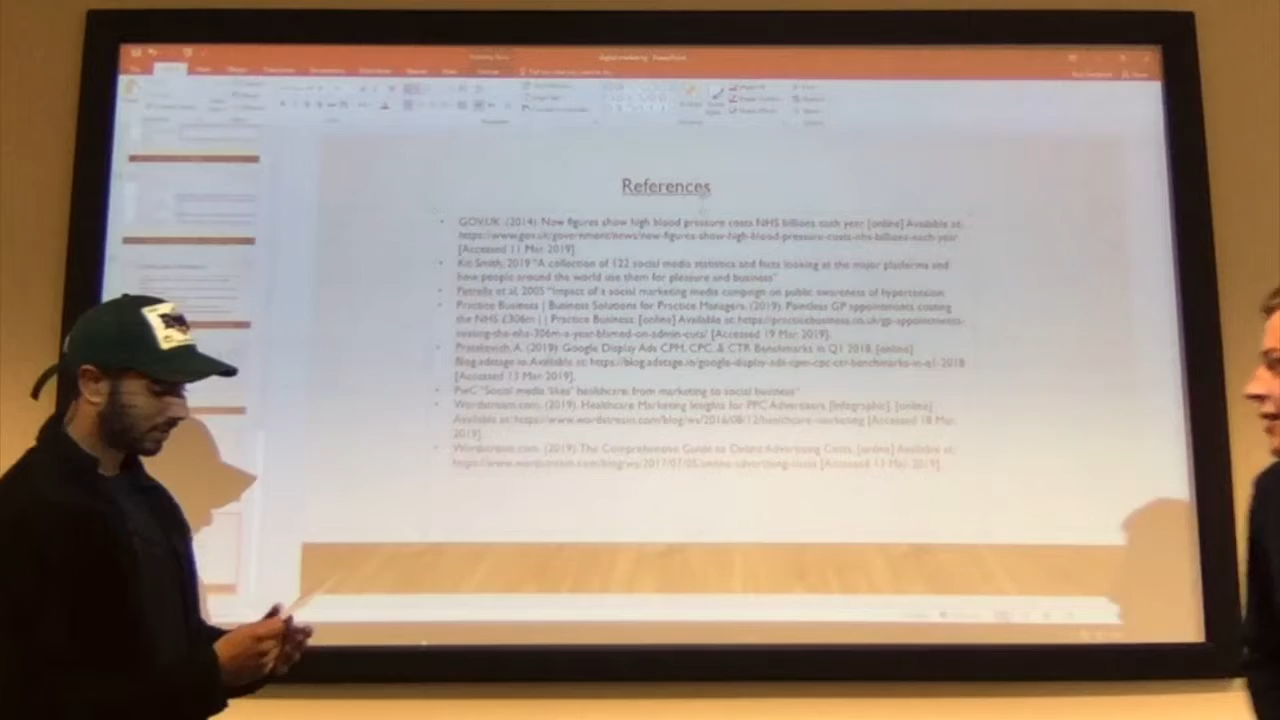 digital marketing - PowerPoint
References
GOV.UK. (2014). New figures show high blood pressure costs NHS billions each year. [online] Available at:
https://www.gov.uk/government/news/new-figures-show-high-blood-pressure-costs-nhs-billions-each-year
[Accessed 11 Mar. 2019].
Kit Smith, 2019 "A collection of 122 social media statistics and facts looking at the major platforms and
how people around the world use them for pleasure and business"
et al, 2005 "Impact of a social marketing media campaign on public awareness of hypertension
Practice Business | Business Solutions for Practice Managers. (2019). Pointless GP appointments costing
the NHS £306m | | Practice Business. [online] Available at: https://practicebusiness.co.uk/gp-appointments-
costing-the-nhs-306m-a-year-blamed-on-admin-cuts/ [Accessed 19 Mar. 2019].
A. (2019). Google Display Ads CPM, CPC, & CTR Benchmarks in Q1 2018. [online]
Blog.adstage.io. Available at: https://blog.adstage.io/google-display-ads-cpm-cpc-ctr-benchmarks-in-q1-2018
[Accessed 13 Mar. 2019].
PwC "Social media 'likes' healthcare: from marketing to social business"
Wordstream.com. (2019). Healthcare Marketing Insights for PPC Advertisers [Infographic]. [online]
Available at: https://www.wordstream.com/blog/ws/2016/08/12/healthcare-marketing [Accessed 18 Mar.
2019].
Wordstream.com. (2019). The Comprehensive Guide to Online Advertising Costs. [online] Available at:
https://www.wordstream.com/blog/ws/2017/07/05/online-advertising-costs [Accessed 13 Mar. 2019].